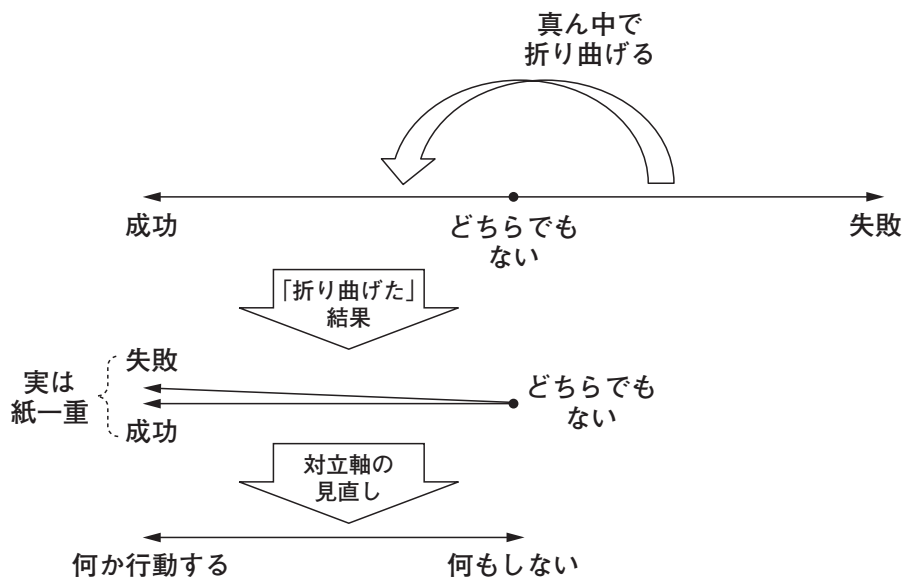 真ん中で
折り曲げる
成功
どちらでも
ない
失敗
「折り曲げた」
結果
失敗
実は
紙一重
成功
どちらでも
ない
対立軸の
見直し
何か行動する
何もしない